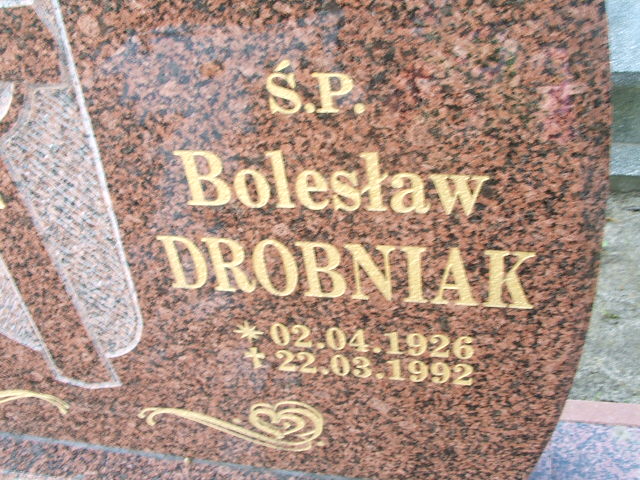 Ś.P.
Bolesław
DROBNIAK
* 02.04.1926
✝ 22.03.1992